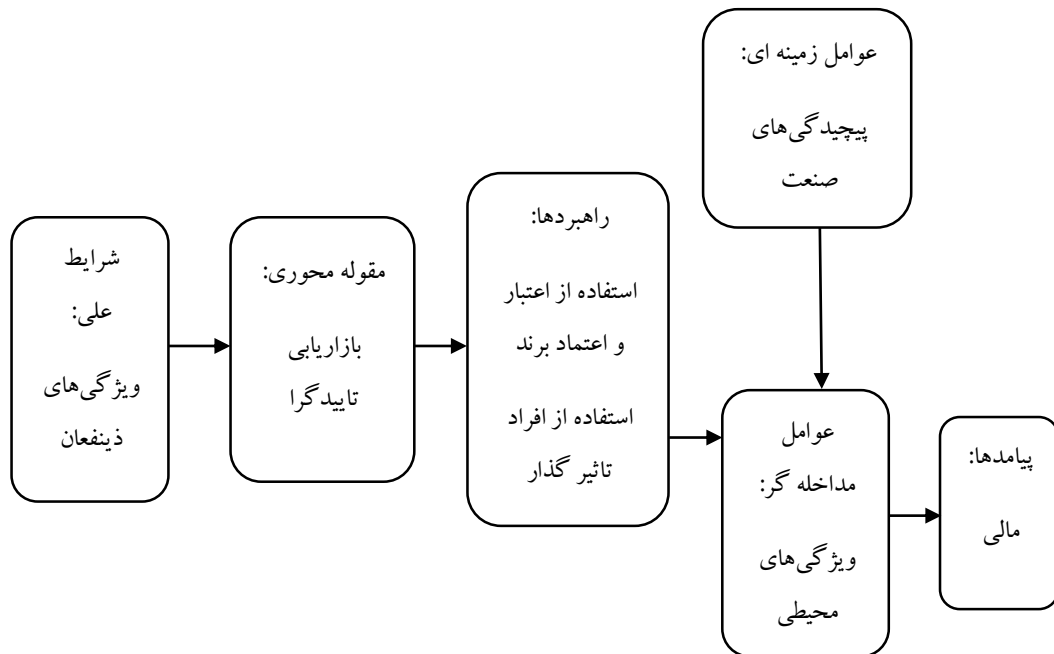 شرایط
علی:
ویژگی‌های
ذینفعان
مقوله محوری:
بازاریابی
تاییدگرا
راهبردها:
استفاده از اعتبار
و اعتماد برند
استفاده از افراد
تاثیر گذار
عوامل زمینه ای:
پیچیدگی‌های
صنعت
عوامل
مداخله گر:
ویژگی‌های
محیطی
پیامدها:
مالی